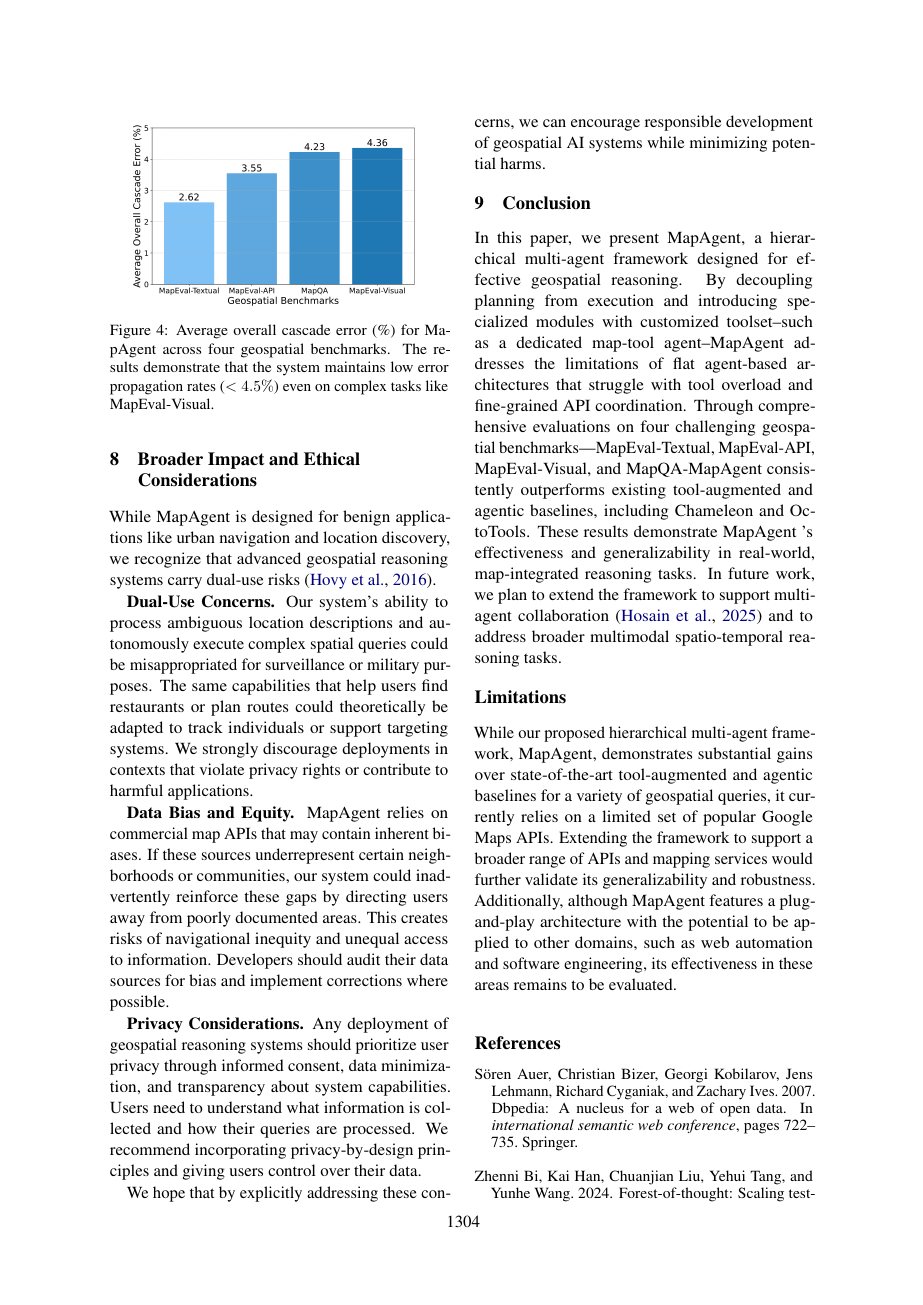 Average Overall Cascade Error (%)
5
4
3
2
1
0
2.62
3.55
4.23
4.36
MapEval-Textual MapEval-API MapQA MapEval-Visual
Geospatial Benchmarks
Figure 4: Average overall cascade error (%) for Ma-
pAgent across four geospatial benchmarks. The re-
sults demonstrate that the system maintains low error
propagation rates (< 4.5%) even on complex tasks like
MapEval-Visual.
8 Broader Impact and Ethical
Considerations
While MapAgent is designed for benign applica-
tions like urban navigation and location discovery,
we recognize that advanced geospatial reasoning
systems carry dual-use risks (Hovy et al., 2016).
Dual-Use Concerns. Our system's ability to
process ambiguous location descriptions and au-
tonomously execute complex spatial queries could
be misappropriated for surveillance or military pur-
poses. The same capabilities that help users find
restaurants or plan routes could theoretically be
adapted to track individuals or support targeting
systems. We strongly discourage deployments in
contexts that violate privacy rights or contribute to
harmful applications.
Data Bias and Equity. MapAgent relies on
commercial map APIs that may contain inherent bi-
ases. If these sources underrepresent certain neigh-
borhoods or communities, our system could inad-
vertently reinforce these gaps by directing users
away from poorly documented areas. This creates
risks of navigational inequity and unequal access
to information. Developers should audit their data
sources for bias and implement corrections where
possible.
Privacy Considerations. Any deployment of
geospatial reasoning systems should prioritize user
privacy through informed consent, data minimiza-
tion, and transparency about system capabilities.
Users need to understand what information is col-
lected and how their queries are processed. We
recommend incorporating privacy-by-design prin-
ciples and giving users control over their data.
We hope that by explicitly addressing these con-
cerns, we can encourage responsible development
of geospatial AI systems while minimizing poten-
tial harms.
9 Conclusion
In this paper, we present MapAgent, a hierar-
chical multi-agent framework designed for ef-
fective geospatial reasoning. By decoupling
planning from execution and introducing spe-
cialized modules with customized toolset–such
as a dedicated map-tool agent–MapAgent ad-
dresses the limitations of flat agent-based ar-
chitectures that struggle with tool overload and
fine-grained API coordination. Through compre-
hensive evaluations on four challenging geospa-
tial benchmarks—MapEval-Textual, MapEval-API,
MapEval-Visual, and MapQA-MapAgent consis-
tently outperforms existing tool-augmented and
agentic baselines, including Chameleon and Oc-
toTools. These results demonstrate MapAgent 's
effectiveness and generalizability in real-world,
map-integrated reasoning tasks. In future work,
we plan to extend the framework to support multi-
agent collaboration (Hosain et al., 2025) and to
address broader multimodal spatio-temporal rea-
soning tasks.
Limitations
While our proposed hierarchical multi-agent frame-
work, MapAgent, demonstrates substantial gains
over state-of-the-art tool-augmented and agentic
baselines for a variety of geospatial queries, it cur-
rently relies on a limited set of popular Google
Maps APIs. Extending the framework to support a
broader range of APIs and mapping services would
further validate its generalizability and robustness.
Additionally, although MapAgent features a plug-
and-play architecture with the potential to be ap-
plied to other domains, such as web automation
and software engineering, its effectiveness in these
areas remains to be evaluated.
References
Sören Auer, Christian Bizer, Georgi Kobilarov, Jens
Lehmann, Richard Cyganiak, and Zachary Ives. 2007.
Dbpedia: A nucleus for a web of open data. In
international semantic web conference, pages 722–
735. Springer.
Zhenni Bi, Kai Han, Chuanjian Liu, Yehui Tang, and
Yunhe Wang. 2024. Forest-of-thought: Scaling test-
1304